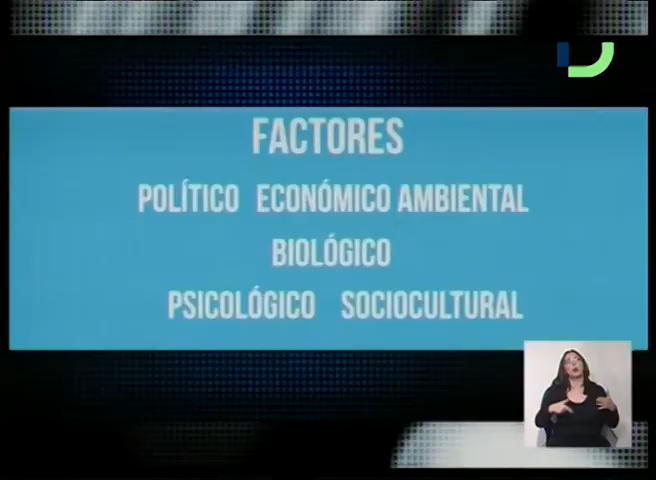 FACTORES
POLÍTICO ECONÓMICO AMBIENTAL
BIOLÓGICO
PSICOLÓGICO SOCIOCULTURAL